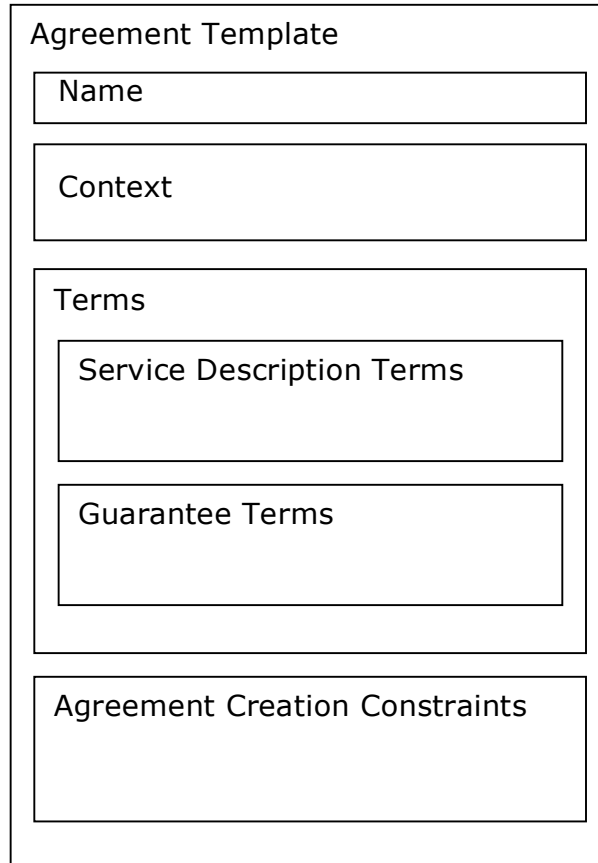 Agreement Template
Name
Context
Terms
Service Description Terms
Guarantee Terms
Agreement Creation Constraints